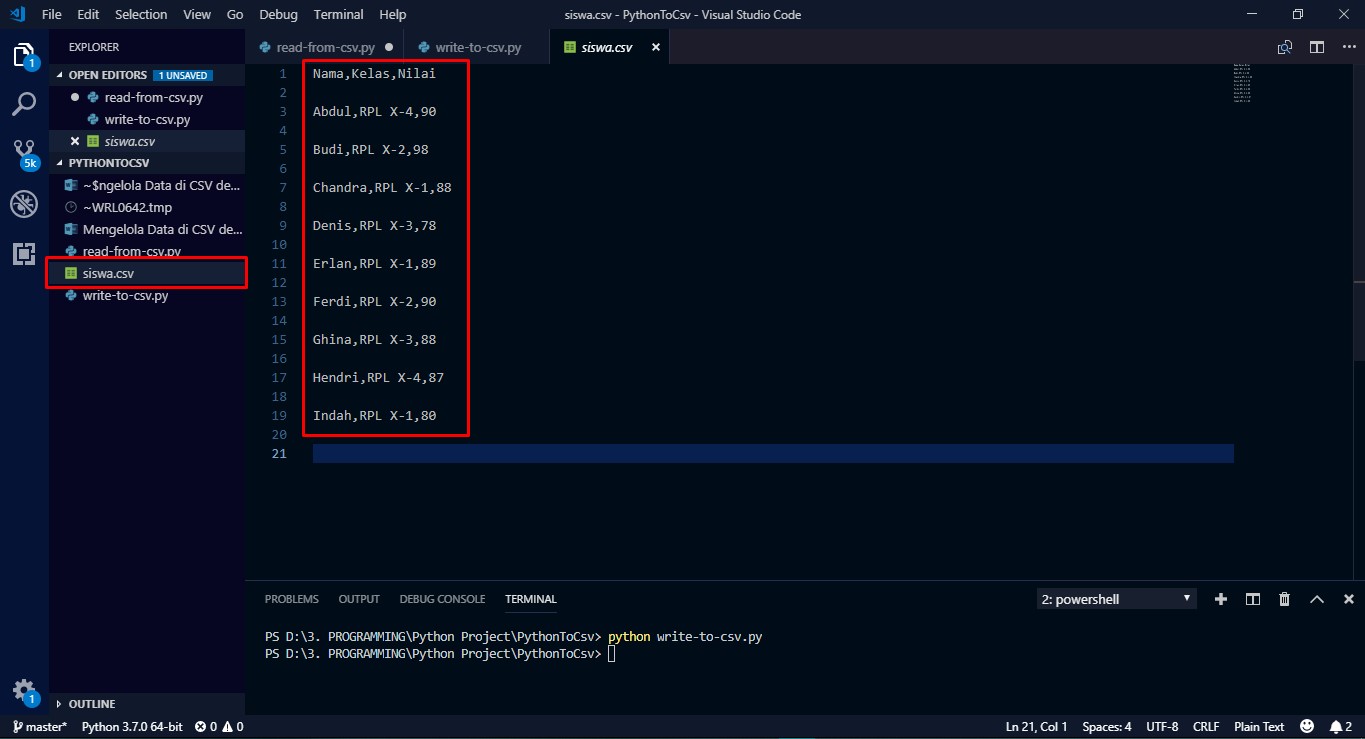 File Edit Selection View Go Debug Terminal Help
siswa.csv - PythonToCsv - Visual Studio Code
1
5k
1
EXPLORER
OPEN EDITORS 1 UNSAVED
read-from-csv.py
write-to-csv.py
siswa.csv
PYTHONTOCSV
~$ngelola Data di CSV de...
~WRL0642.tmp
Mengelola Data di CSV de...
read-from-csv.py
siswa.csv
write-to-csv.py
OUTLINE
read-from-csv.py write-to-csv.py siswa.csv
1 Nama,Kelas,Nilai
2
3 Abdul,RPL X-4,90
4
5 Budi,RPL X-2,98
6
7 Chandra,RPL X-1,88
8
9 Denis,RPL X-3,78
10
11 Erlan,RPL X-1,89
12
13 Ferdi,RPL X-2,90
14
15 Ghina,RPL X-3,88
16
17 Hendri,RPL X-4,87
18
19 Indah,RPL X-1,80
20
21
PROBLEMS OUTPUT DEBUG CONSOLE TERMINAL
2: powershell
PS D:\3. PROGRAMMING\Python Project\PythonToCsv> python write-to-csv.py
PS D:\3. PROGRAMMING\Python Project\PythonToCsv>
master* Python 3.7.0 64-bit 0 0
Ln 21, Col 1 Spaces: 4 UTF-8 CRLF Plain Text 2